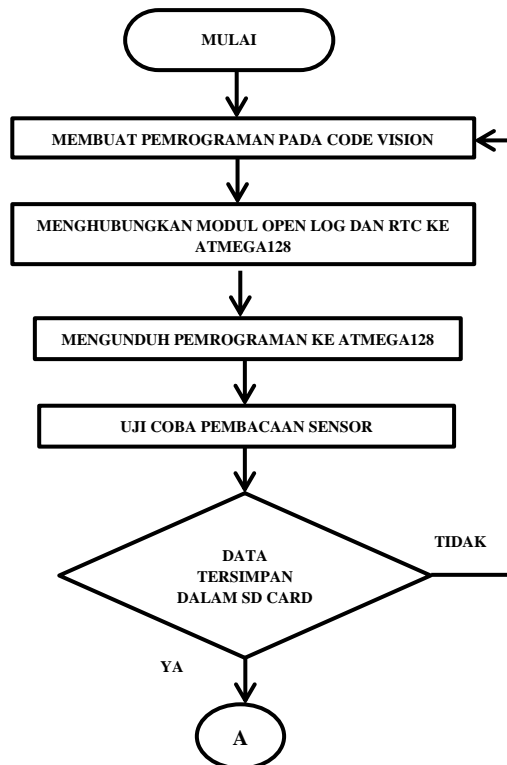 MULAI
MEMBUAT PEMROGRAMAN PADA CODE VISION
MENGHUBUNGKAN MODUL OPEN LOG DAN RTC KE
ATMEGA128
MENGUNDUH PEMROGRAMAN KE ATMEGA128
UJI COBA PEMBACAAN SENSOR
DATA
TERSIMPAN
DALAM SD CARD
TIDAK
YA
A